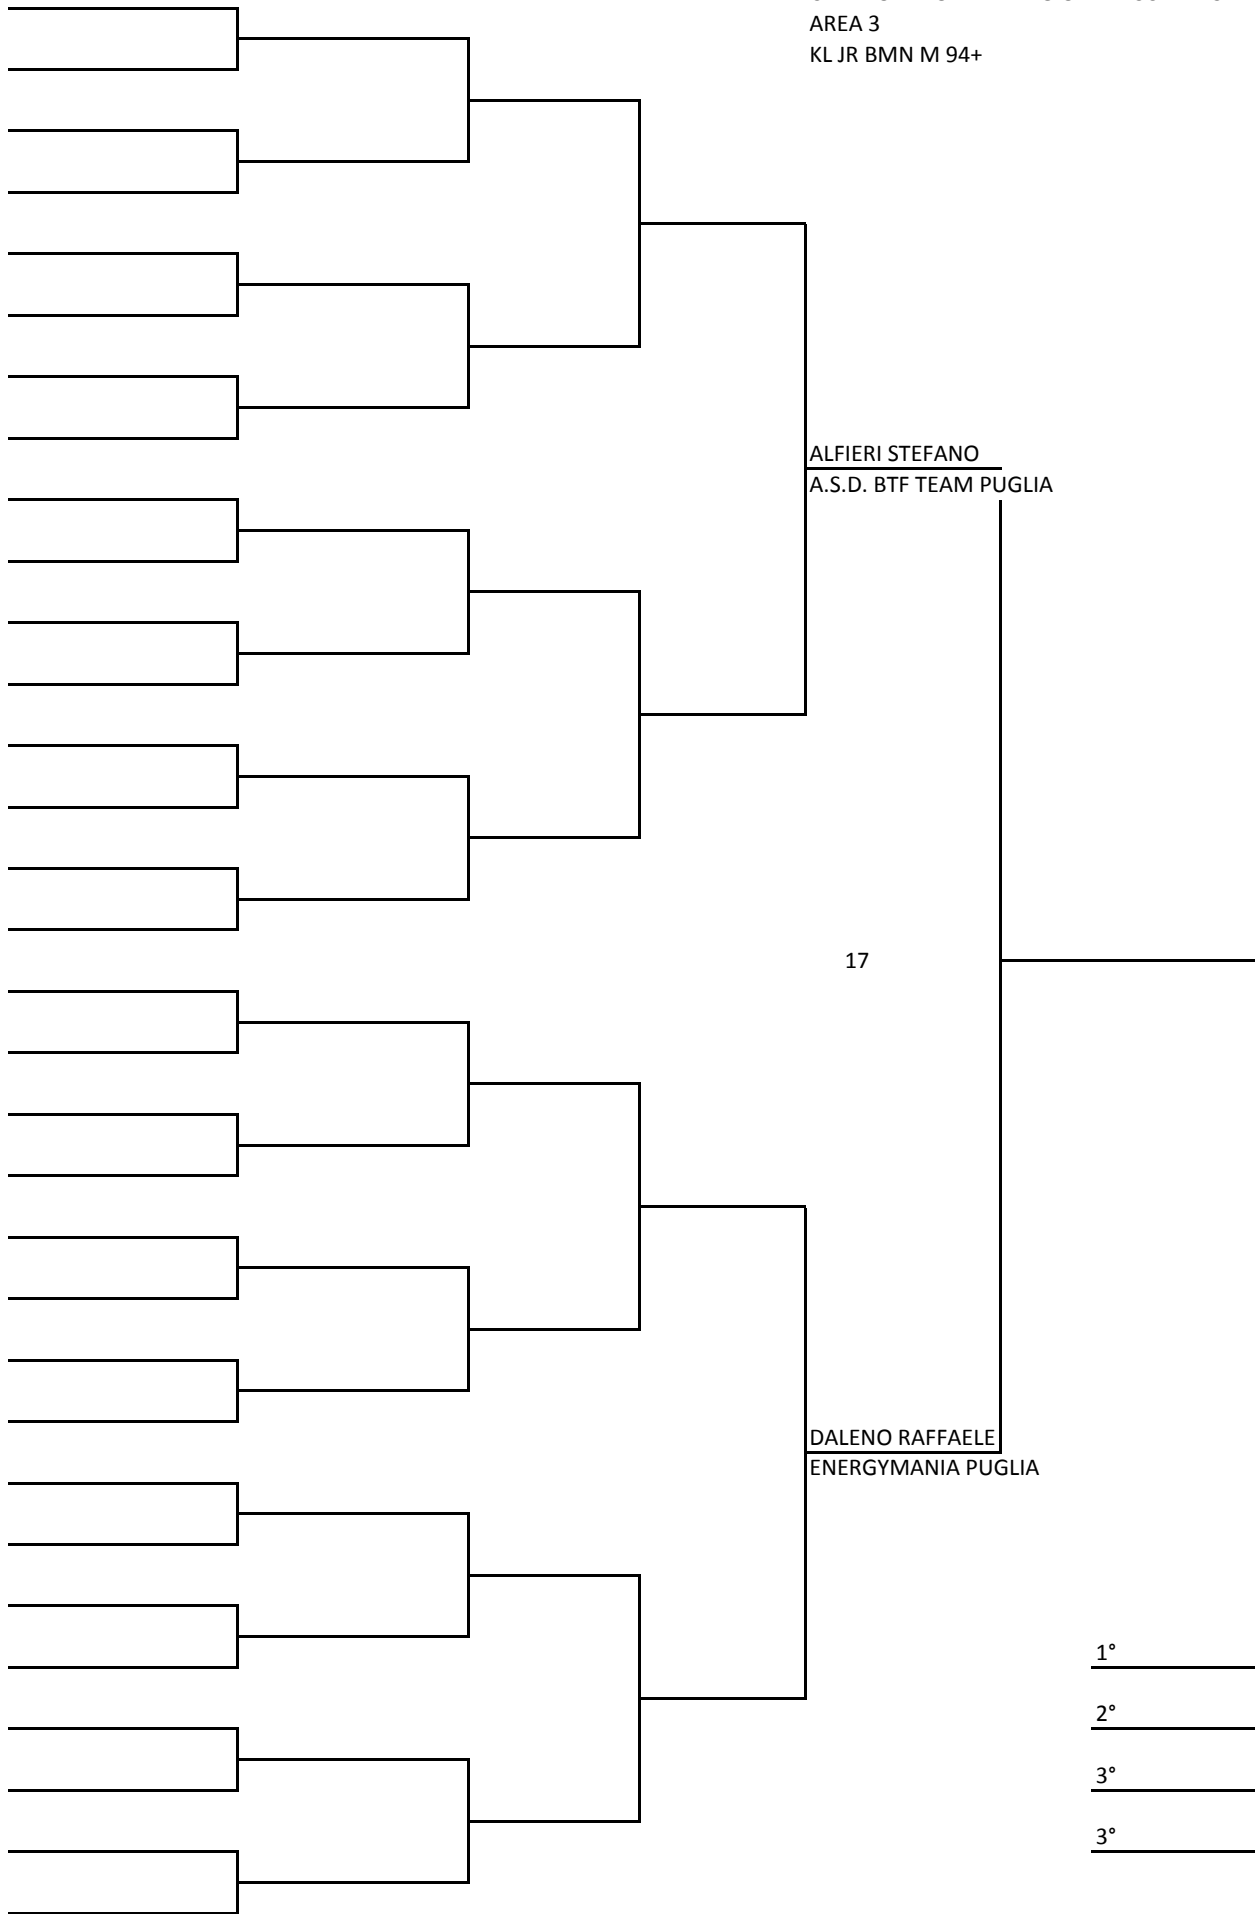 AREA 3
KL JR BMN M 94+
ALFIERI STEFANO
A.S.D. BTF TEAM PUGLIA
17
DALENO RAFFAELE
ENERGYMANIA PUGLIA
1°
2°
3°
3°